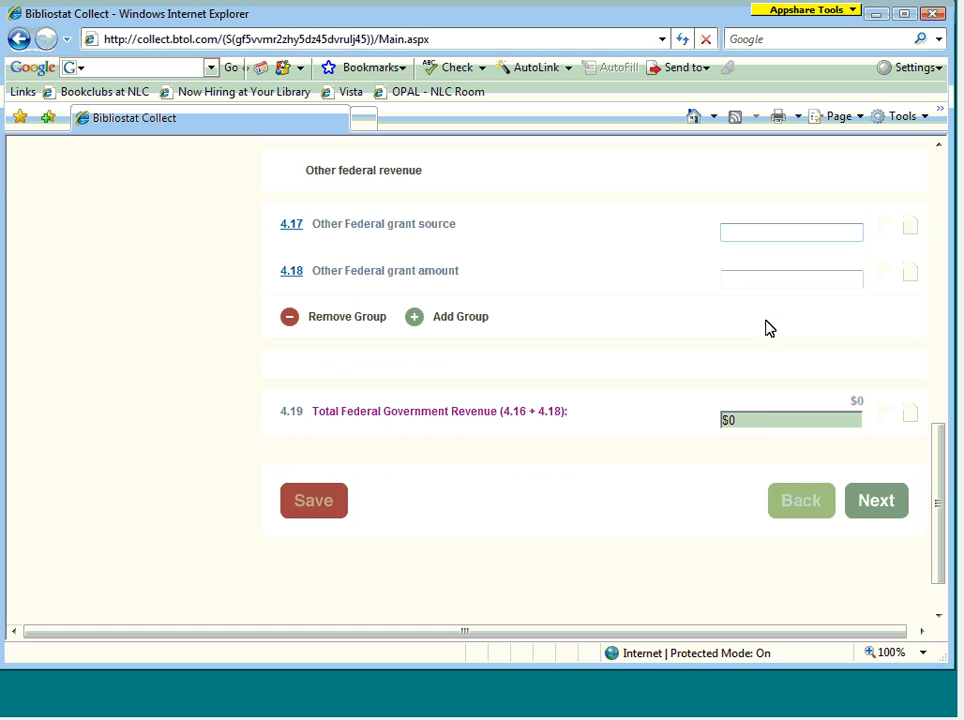 Bibliostat Collect - Windows Internet Explorer
Appshare Tools
http://collect.btol.com/(S(gf5vvmr2zhy5dz45dvrulj45))/Main.aspx
Google
Google
G
Go
Bookmarks
ABC
Check
AutoLink
AutoFill
Send to
Settings
Links
Bookclubs at NLC
Now Hiring at Your Library
Vista
OPAL - NLC Room
Bibliostat Collect
Page
Tools
Other federal revenue
4.17 Other Federal grant source
4.18 Other Federal grant amount
Remove Group
Add Group
$0
4.19 Total Federal Government Revenue (4.16 + 4.18):
$0
Save
Back
Next
Internet | Protected Mode: On
100%